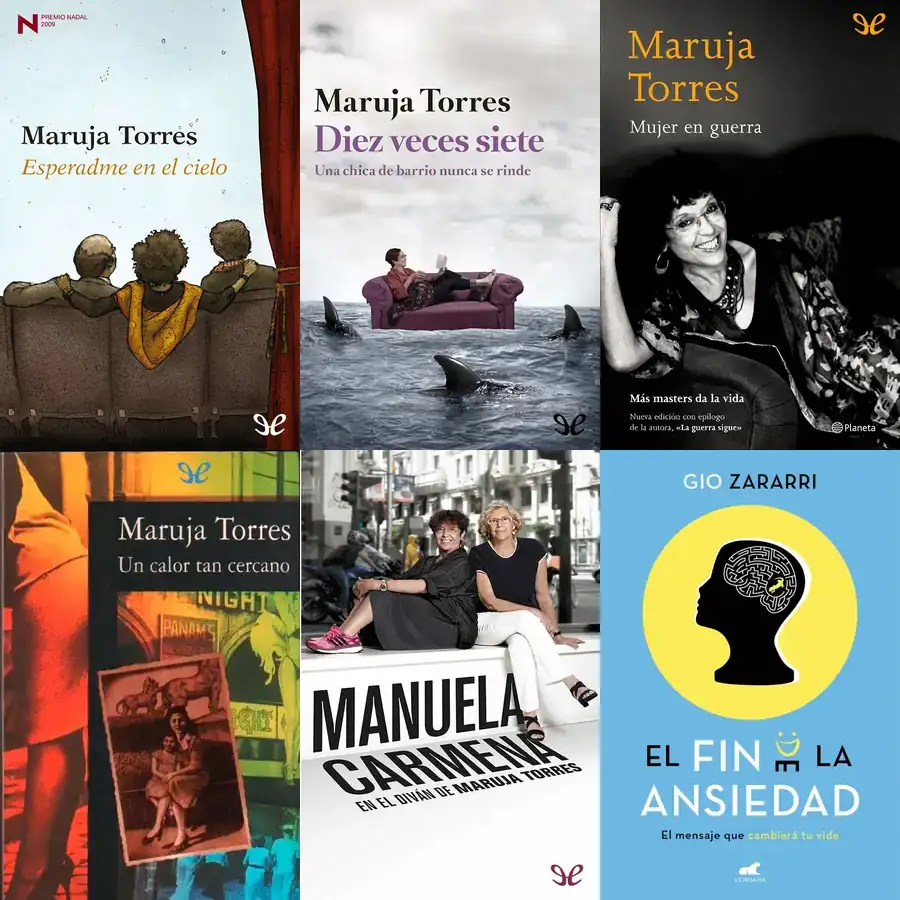 PREMIO NADAL
2009
Maruja Torres
Esperadme en el cielo
Maruja Torres
Diez veces siete
Una chica de barrio nunca se rinde
Maruja
Torres
Mujer en guerra
Más masters da la vida
Nueva edición con epílogo
de la autora, «La guerra sigue»
Planeta
Maruja Torres
Un calor tan cercano
NIGHT
PANAM'S
MANUELA
CARMENA
EN EL DIVÁN DE MARUJA TORRES
GIO ZARARRI
EL FIN DE LA
ANSIEDAD
El mensaje que cambiará tu vida
VERGARA